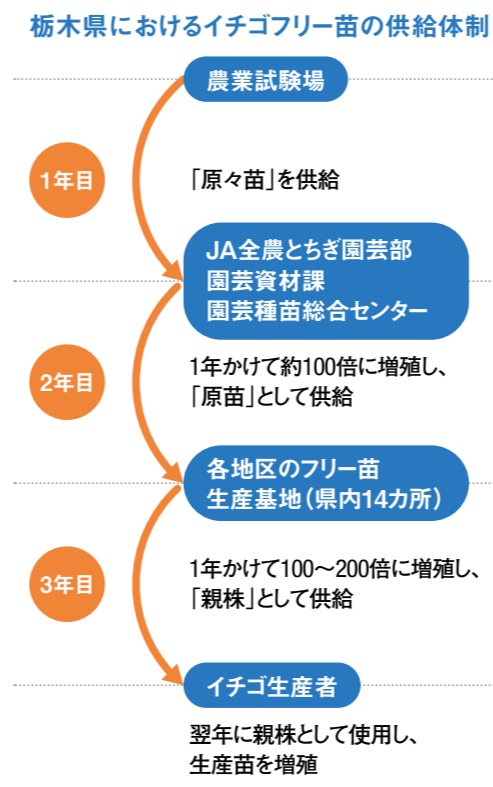 栃木県におけるイチゴフリー苗の供給体制
農業試験場
1年目
「原々苗」を供給
JA全農とちぎ園芸部
園芸資材課
園芸種苗総合センター
2年目
1年かけて約100倍に増殖し、
「原苗」として供給
各地区のフリー苗
生産基地（県内14カ所）
3年目
1年かけて100～200倍に増殖し、
「親株」として供給
イチゴ生産者
翌年に親株として使用し、
生産苗を増殖